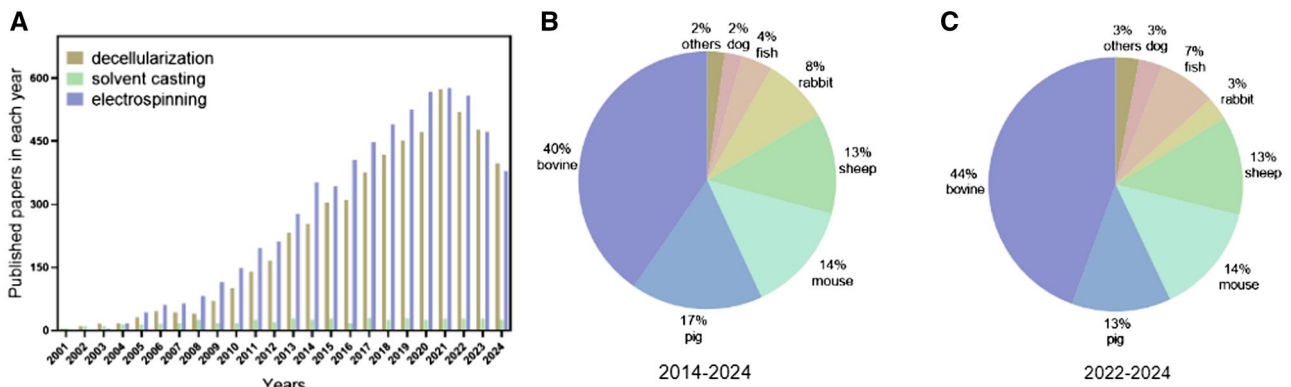 A
decellularization
solvent casting
electrospinning
Published papers in each year
600
450
300
150
0
2001
2002
2003
2004
2005
2006
2007
2008
2009
2010
2011
2012
2013
2014
2015
2016
2017
2018
2019
2020
2021
2022
2023
2024
Years
B
2%
others
2%
dog
4%
fish
8%
rabbit
13%
sheep
14%
mouse
17%
pig
40%
bovine
2014-2024
C
3%
others
3%
dog
7%
fish
3%
rabbit
13%
sheep
14%
mouse
13%
pig
44%
bovine
2022-2024